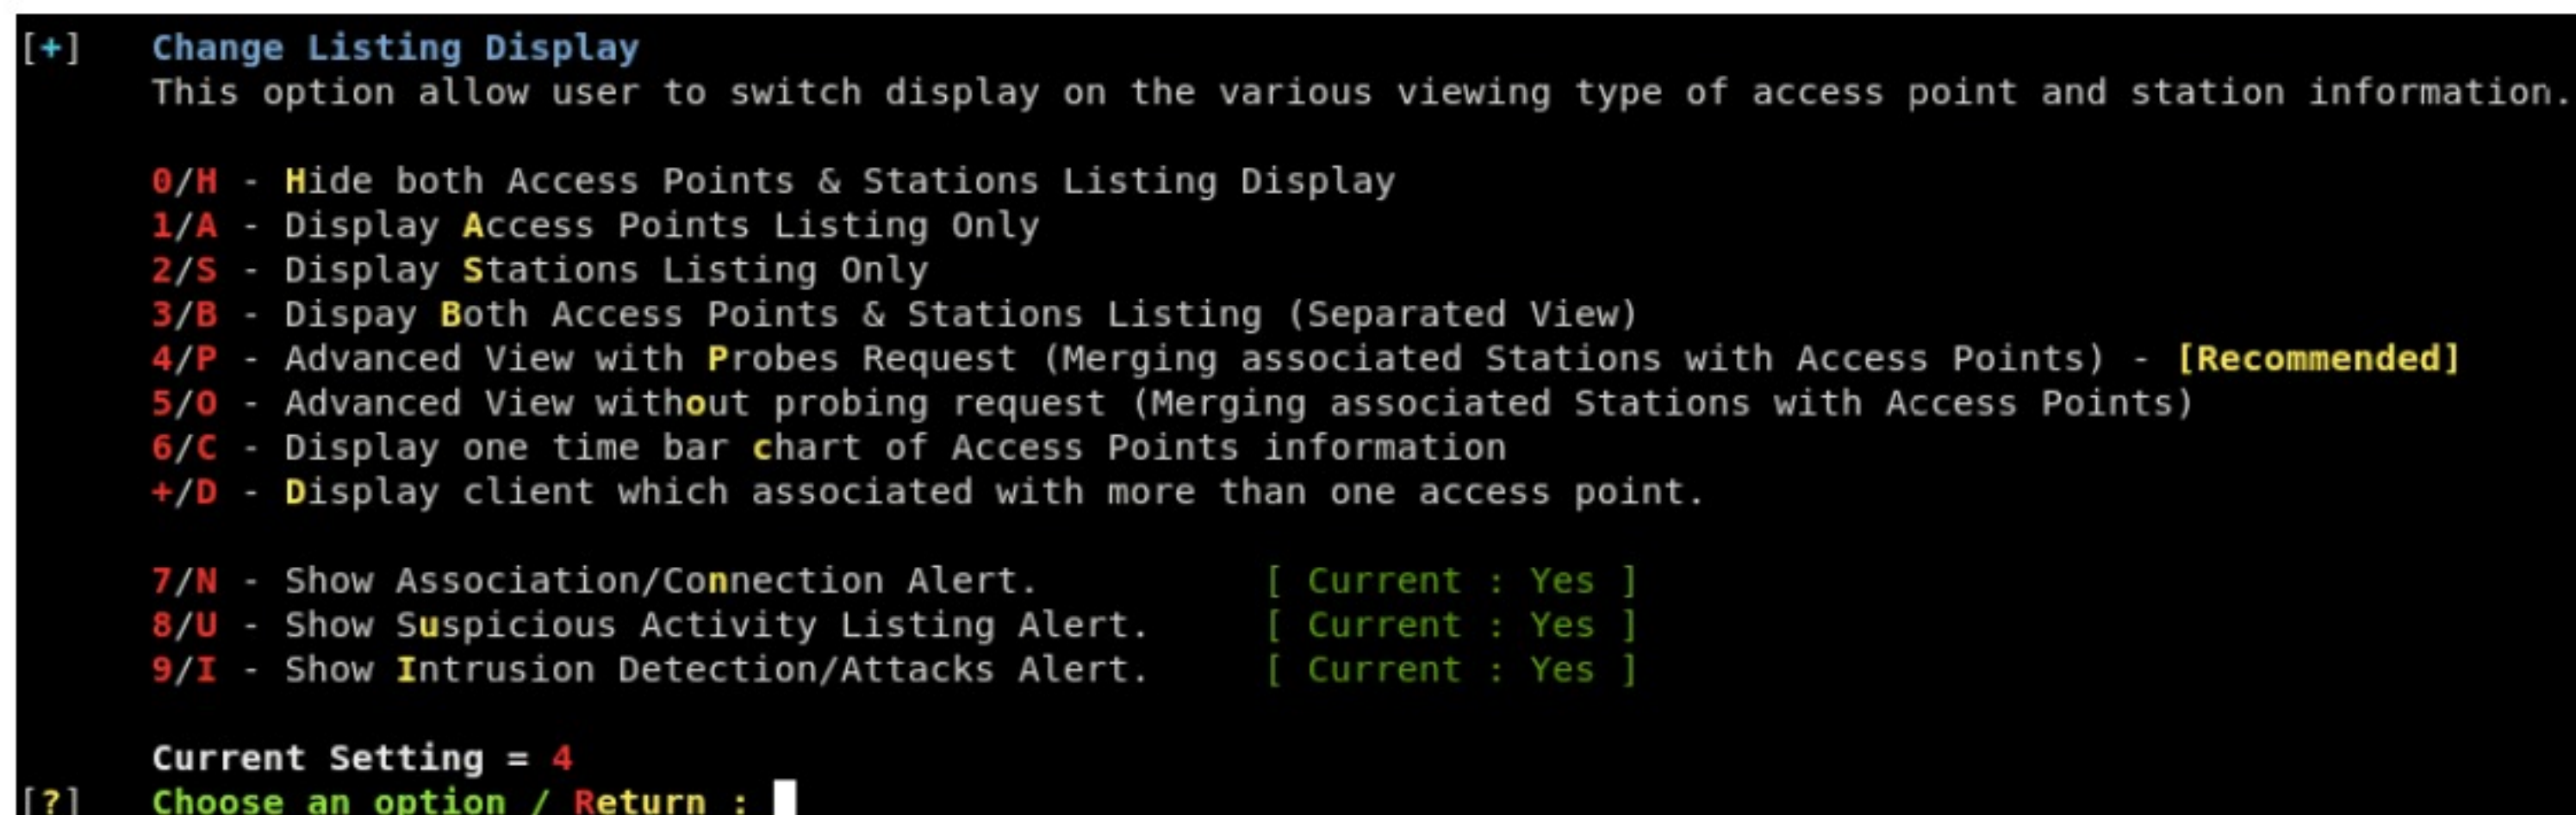 [+] Change Listing Display
This option allow user to switch display on the various viewing type of access point and station information.
0/H - Hide both Access Points & Stations Listing Display
1/A - Display Access Points Listing Only
2/S - Display Stations Listing Only
3/B - Dispay Both Access Points & Stations Listing (Separated View)
4/P - Advanced View with Probes Request (Merging associated Stations with Access Points) - [Recommended]
5/O - Advanced View without probing request (Merging associated Stations with Access Points)
6/C - Display one time bar chart of Access Points information
+/D - Display client which associated with more than one access point.
7/N - Show Association/Connection Alert. [ Current : Yes ]
8/U - Show Suspicious Activity Listing Alert. [ Current : Yes ]
9/I - Show Intrusion Detection/Attacks Alert. [ Current : Yes ]
Current Setting = 4
[?] Choose an option / Return :